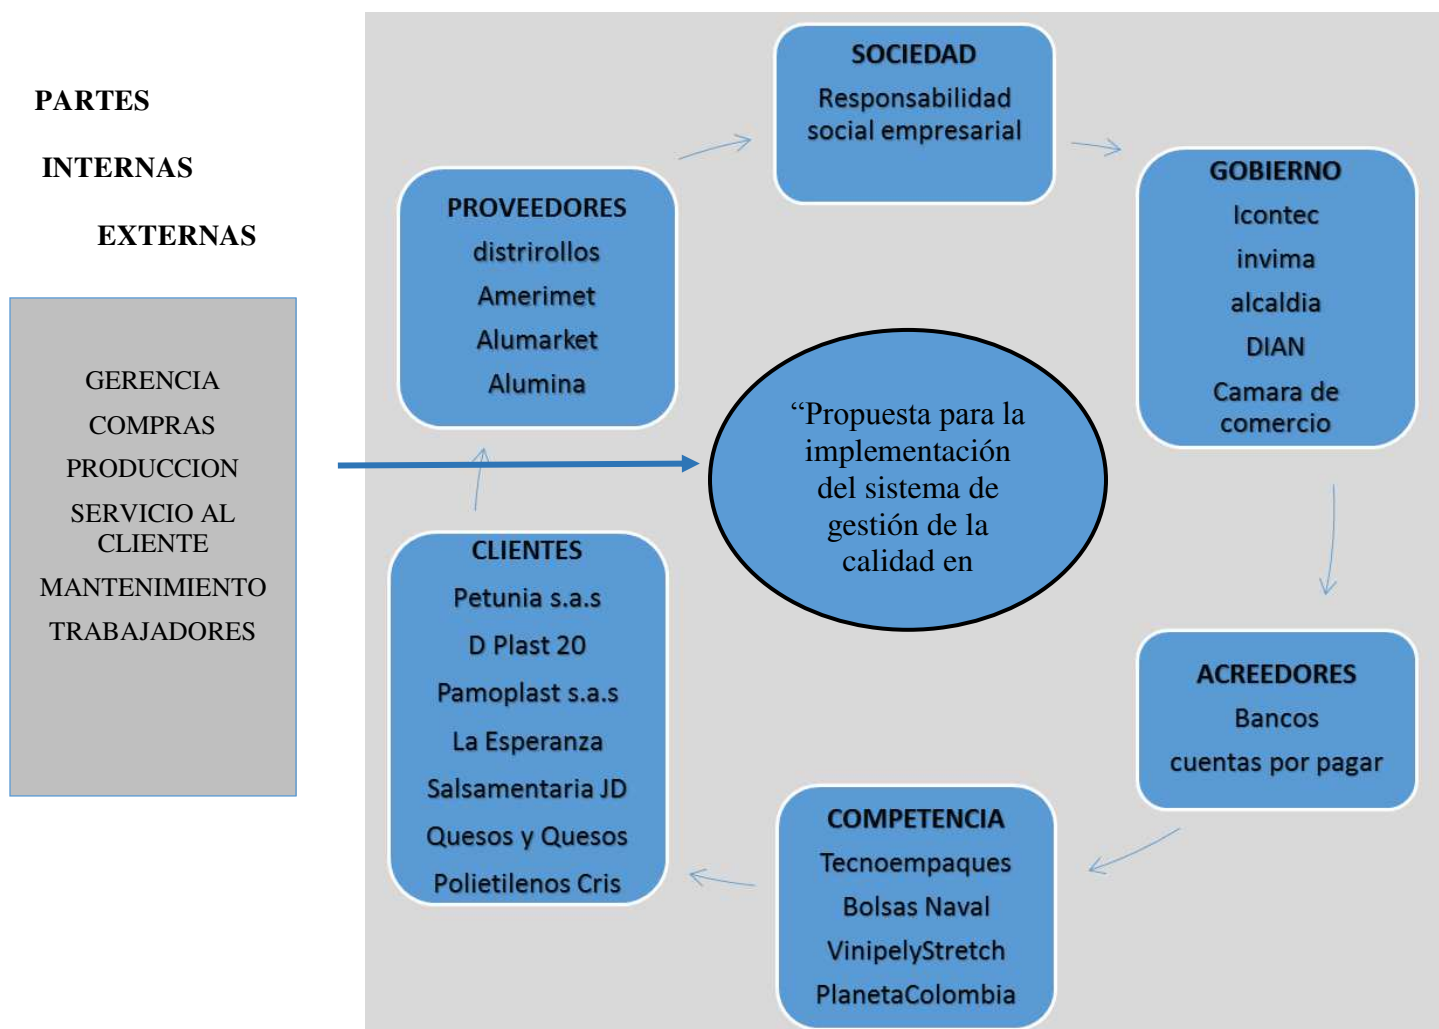 PARTES
INTERNAS
EXTERNAS
GERENCIA
COMPRAS
PRODUCCION
SERVICIO AL
CLIENTE
MANTENIMIENTO
TRABAJADORES
SOCIEDAD
Responsabilidad
social empresarial
GOBIERNO
Icontec
invima
alcaldia
DIAN
Camara de
comercio
ACREEDORES
Bancos
cuentas por pagar
COMPETENCIA
Tecnoempaques
Bolsas Naval
VinipelyStretch
PlanetaColombia
CLIENTES
Petunia s.a.s
D Plast 20
Pamoplast s.a.s
La Esperanza
Salsamentaria JD
Quesos y Quesos
Polietilenos Cris
PROVEEDORES
distrirollos
Amerimet
Alumarket
Alumina
“Propuesta para la
implementación
del sistema de
gestión de la
calidad en